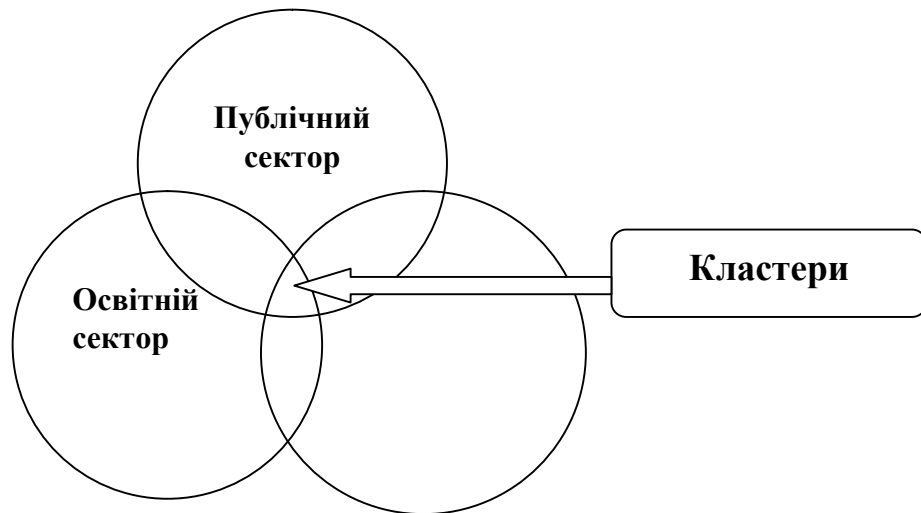 Публічний
сектор
Освітній
сектор
Кластери